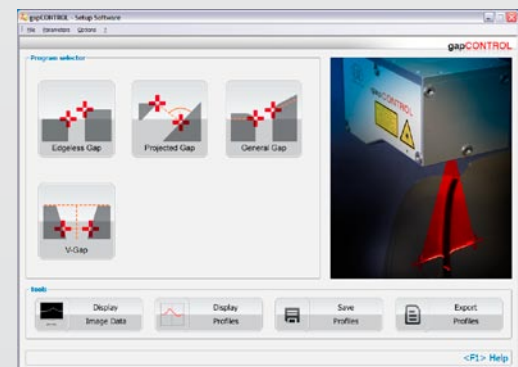 gapCONTROL - Setup Software
File Parameters Options ?
gapCONTROL
Program selector
Edgeless Gap
Projected Gap
General Gap
V-Gap
gapCONTROL
Tools
Display
Image Data
Display
Profiles
Save
Profiles
Export
Profiles
<F1> Help